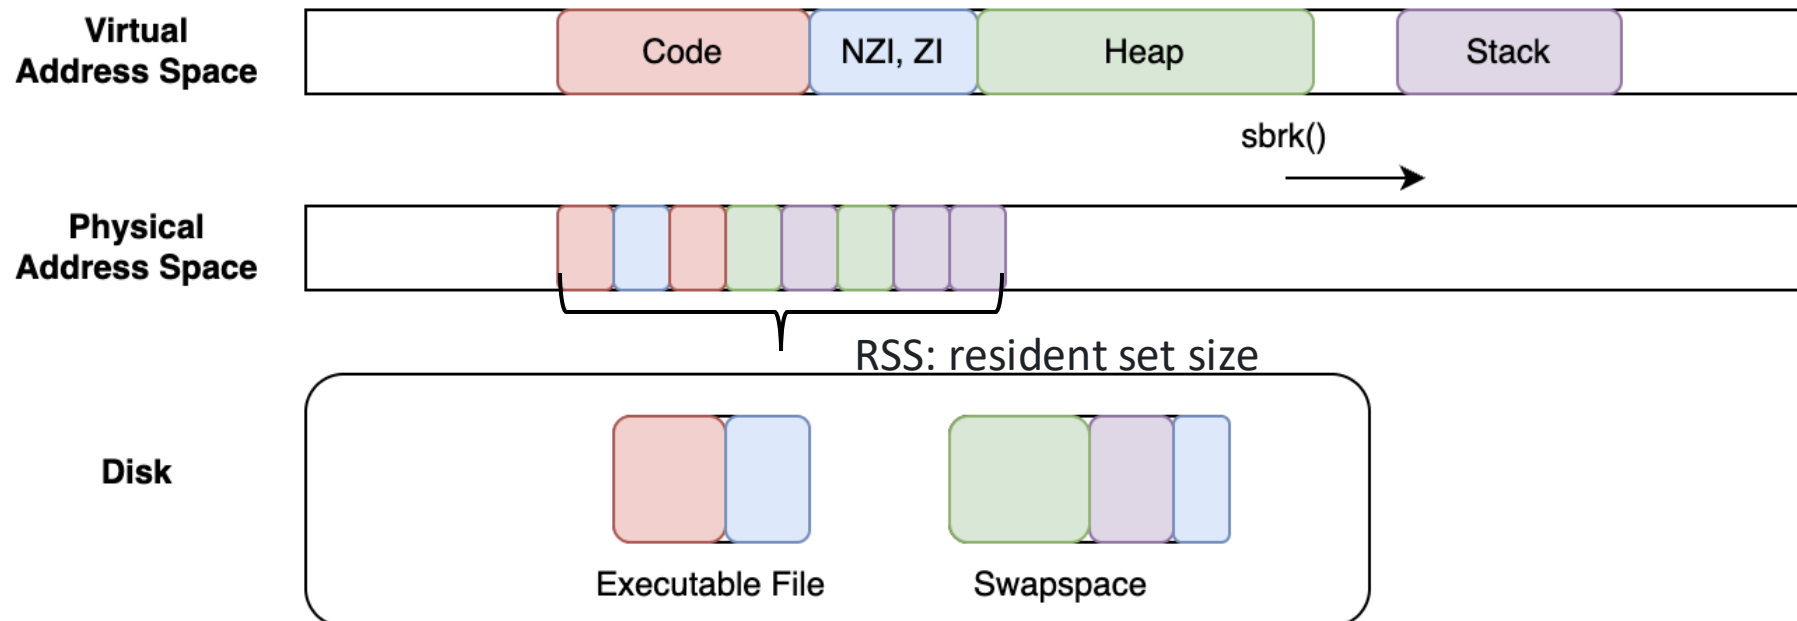 Virtual
Address Space
Code
NZI, ZI
Heap
Stack
sbrk()
Physical
Address Space
RSS: resident set size
Disk
Executable File
Swapspace